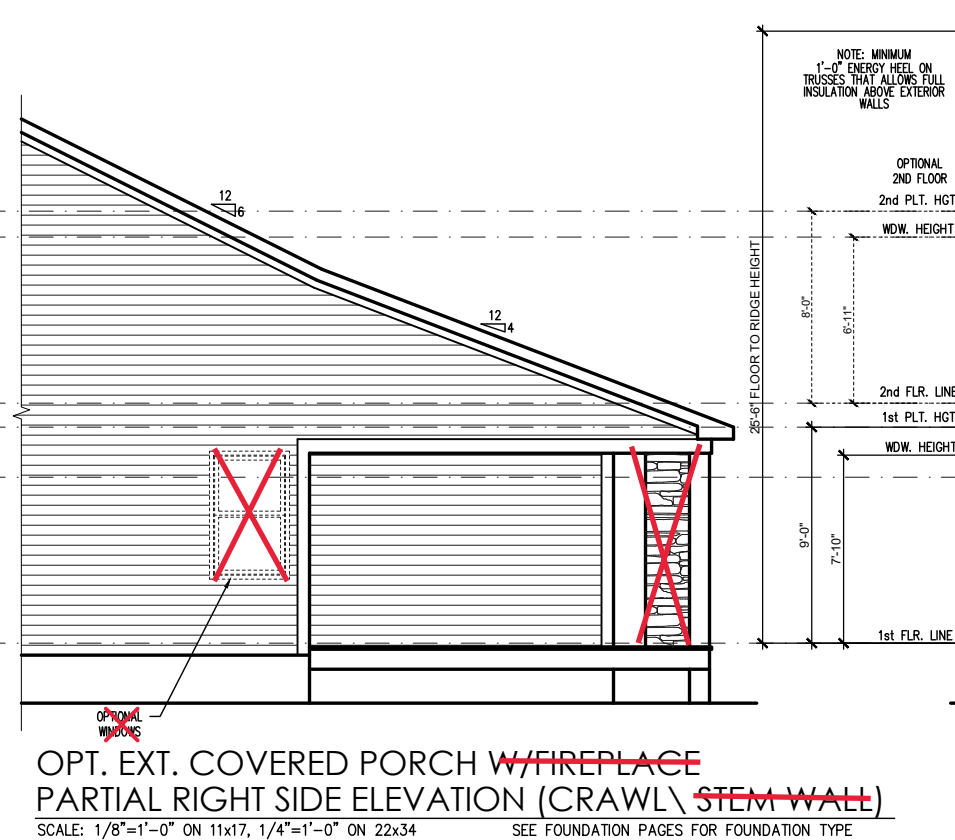 NOTE: MINIMUM
1'-0" ENERGY HEEL ON
TRUSSES THAT ALLOWS FULL
INSULATION ABOVE EXTERIOR
WALLS
OPTIONAL
2ND FLOOR
2nd PLT. HGT
WDW. HEIGHT
12
6
12
4
25'-6" FLOOR TO RIDGE HEIGHT
8'-0"
6'-11"
2nd FLR. LINE
1st PLT. HGT
WDW. HEIGHT
9'-0"
7'-10"
1st FLR. LINE
OPTIONAL
WINDOWS
OPT. EXT. COVERED PORCH W/FIREPLACE
PARTIAL RIGHT SIDE ELEVATION (CRAWL\ STEM WALL)
SCALE: 1/8"=1'-0" ON 11x17, 1/4"=1'-0" ON 22x34
SEE FOUNDATION PAGES FOR FOUNDATION TYPE